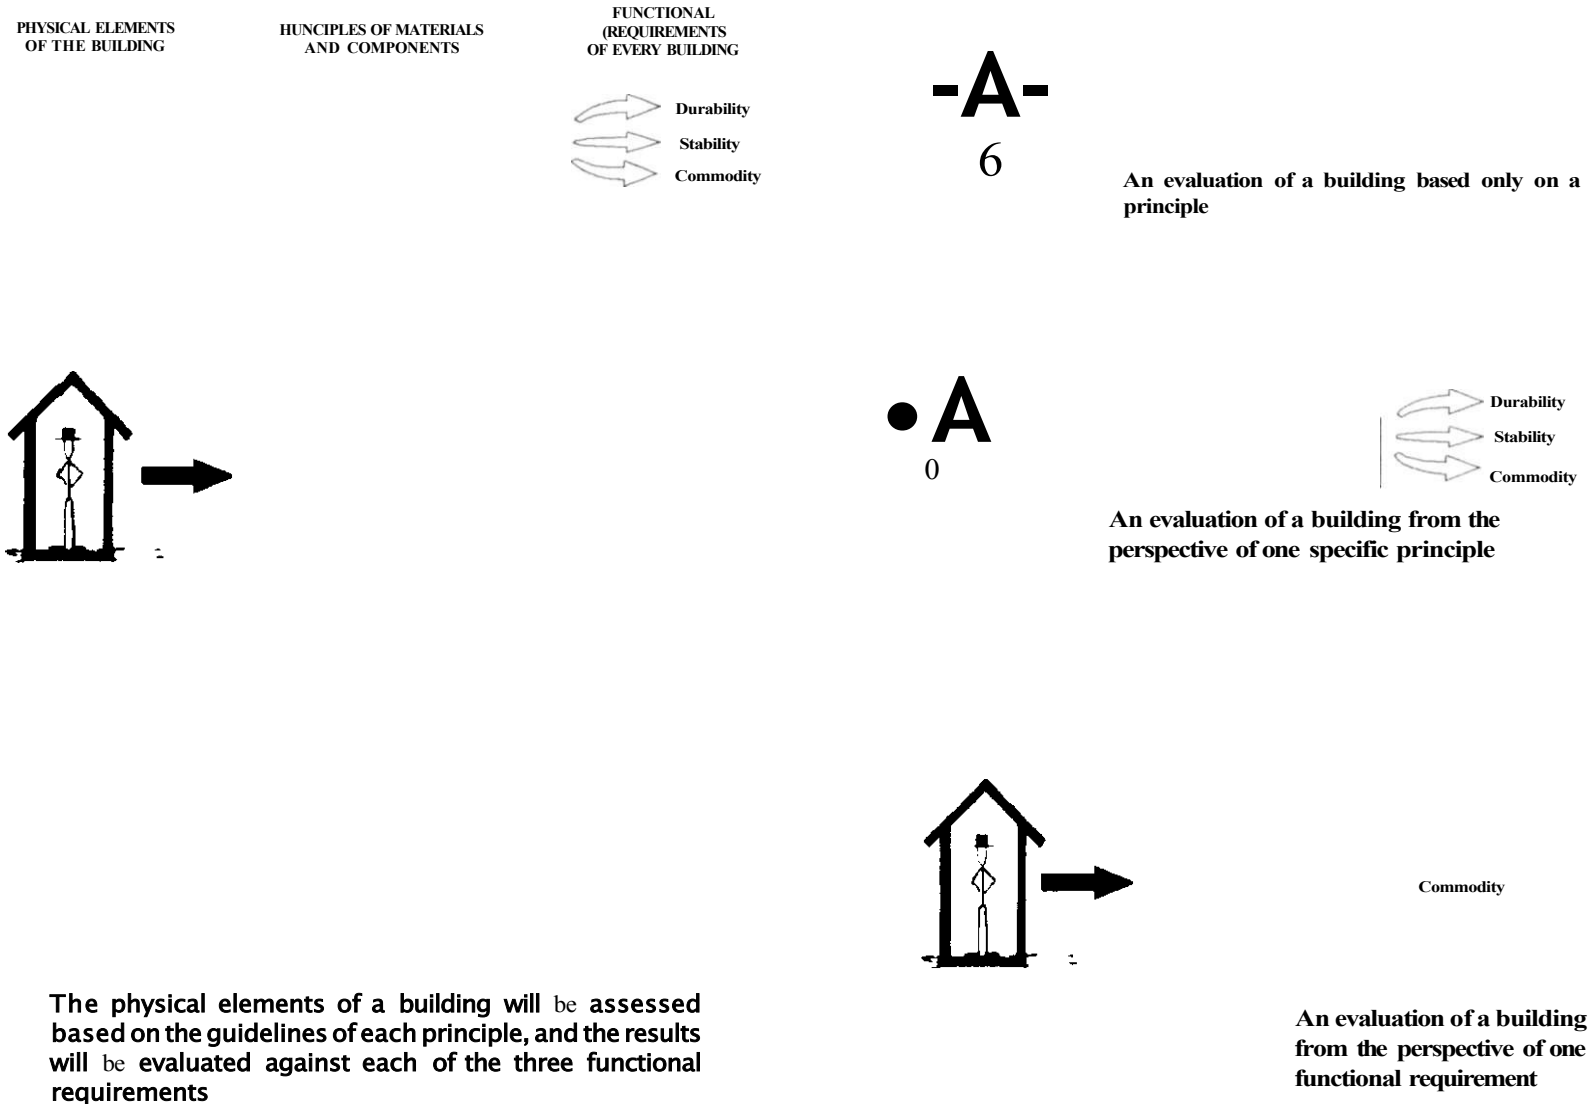 PHYSICAL ELEMENTS
OF THE BUILDING
HUNCIPLES OF MATERIALS
AND COMPONENTS
FUNCTIONAL
(REQUIREMENTS
OF EVERY BUILDING
Durability
Stability
Commodity
The physical elements of a building will be assessed
based on the guidelines of each principle, and the results
will be evaluated against each of the three functional
requirements
-A-
6
An evaluation of a building based only on a
principle
•A
0
Durability
Stability
Commodity
An evaluation of a building from the
perspective of one specific principle
Commodity
An evaluation of a building
from the perspective of one
functional requirement